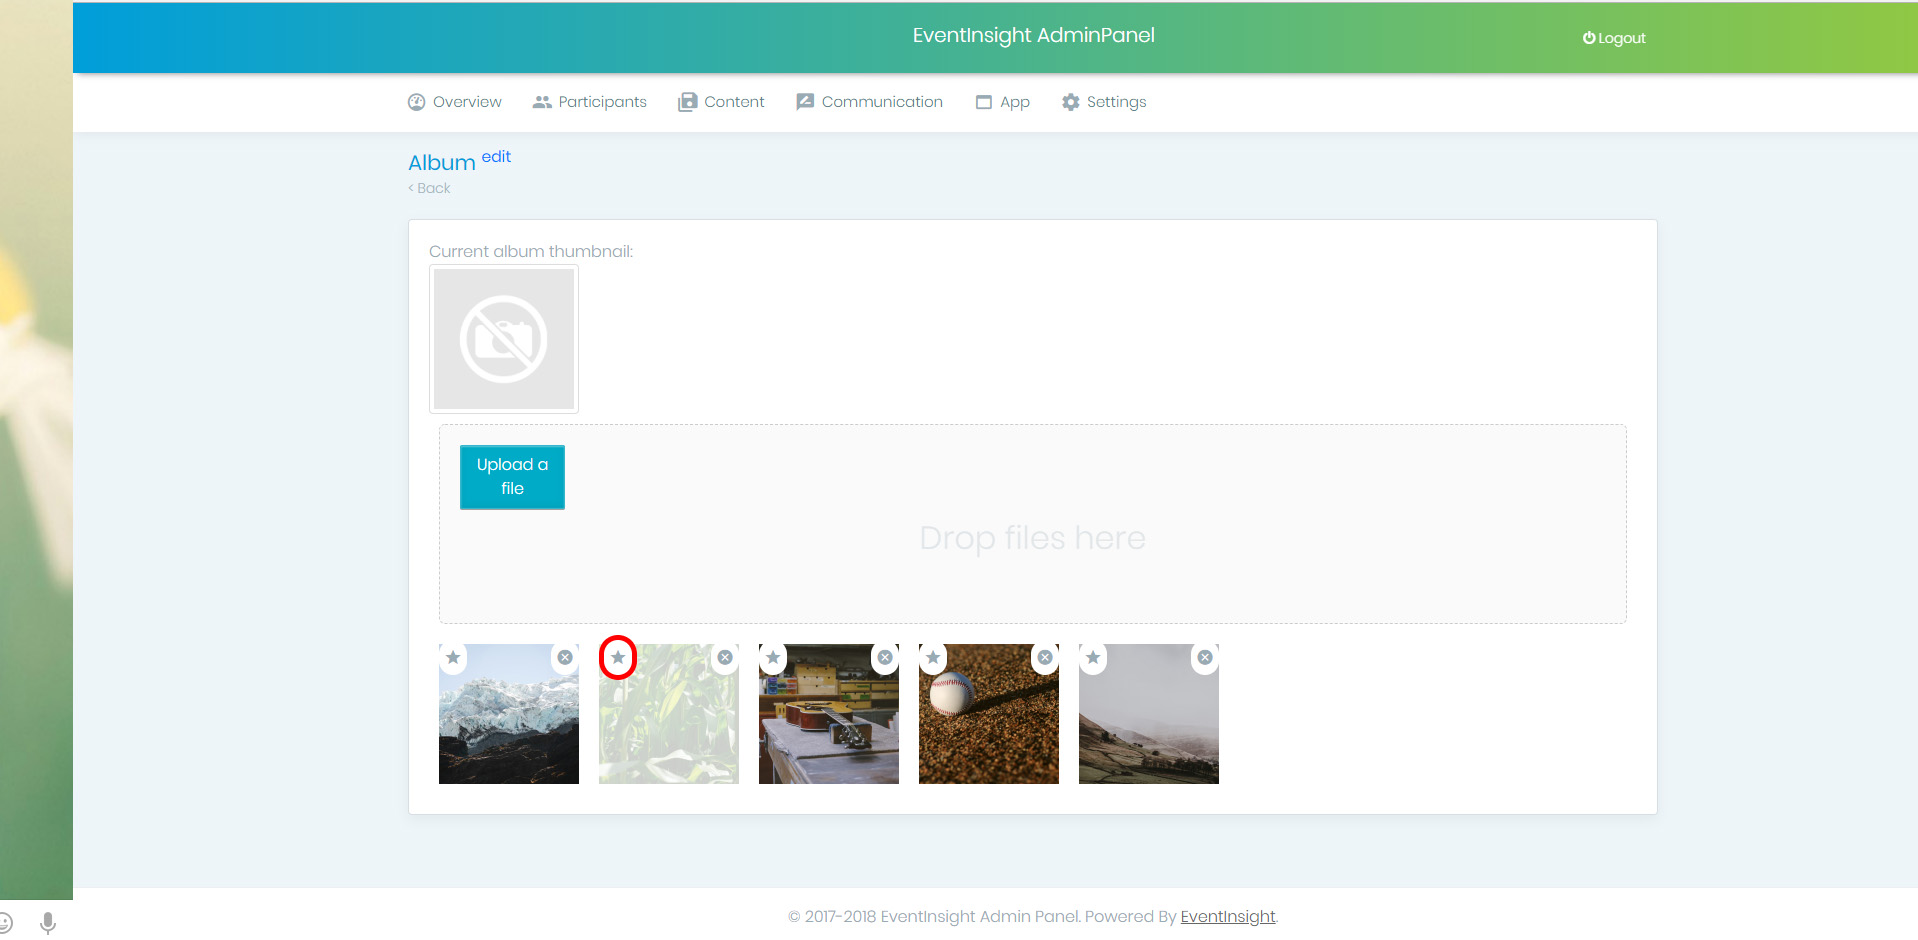 EventInsight AdminPanel
Logout
Overview Participants Content Communication App Settings
Album edit
< Back
Current album thumbnail:
Upload a
file
Drop files here
© 2017-2018 EventInsight Admin Panel. Powered By EventInsight.